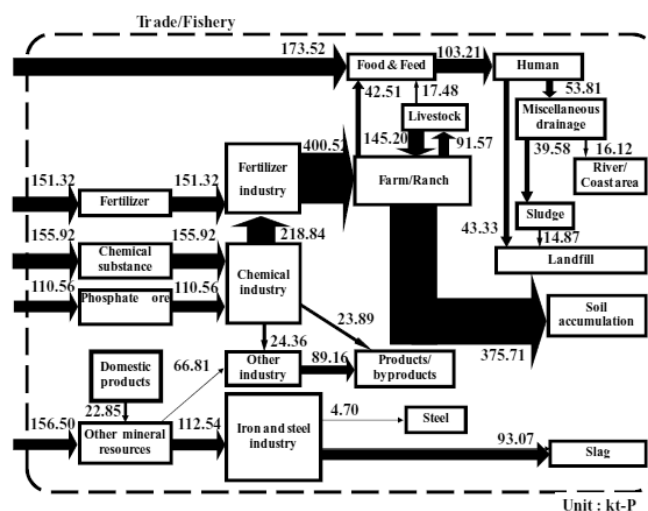 Trade/Fishery
173.52
Food & Feed
103.21
Human
42.51
17.48
53.81
Livestock
Miscellaneous
drainage
145.20
91.57
400.52
39.58
16.12
Fertilizer
industry
Farm/Ranch
River/
Coast area
151.32
Fertilizer
151.32
Sludge
43.33
14.87
218.84
155.92
Chemical
substance
155.92
Landfill
110.56
Phosphate ore
110.56
Chemical
industry
Soil
accumulation
23.89
24.36
375.71
Domestic
products
66.81
Other
industry
89.16
Products/
byproducts
22.85
4.70
Steel
156.50
Other mineral
resources
112.54
Iron and steel
industry
93.07
Slag
Unit : kt-P